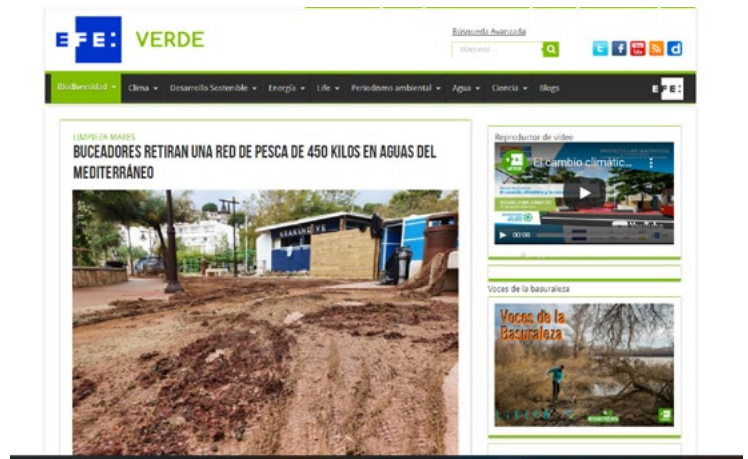 EFE:
VERDE
Búsqueda Avanzada
Biodiversidad Clima Desarrollo Sostenible Energía Life Periodismo ambiental Agua Ciencia Blogs
EFE:
LIMPIEZA MARES
BUCEADORES RETIRAN UNA RED DE PESCA DE 450 KILOS EN AGUAS DEL
MEDITERRÁNEO
Reproductor de vídeo
El cambio climátic...
00:00
Voces de la basuraleza
Voces de la
Basuraleza